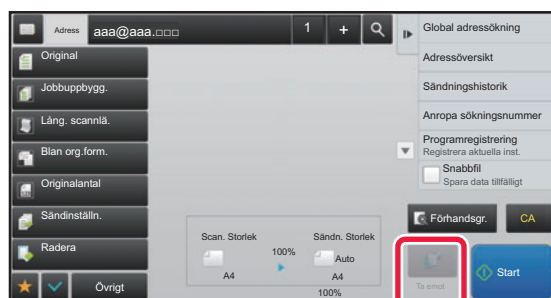 Adress aaa@aaa.□□□ 1 +
Original
Jobbuppbygg.
Lång. scannlä.
Blan org.form.
Originalantal
Sändinställn.
Radera
Övrigt
Scan. Storlek
100%
Sändn. Storlek
Auto
A4
A4
100%
Global adressökning
Adressöversikt
Sändningshistorik
Anropa sökningsnummer
Programregistrering
Registrera aktuella inst.
Snabbfil
Spara data tillfälligt
Förhandsgr.
CA
Ta emot
Start